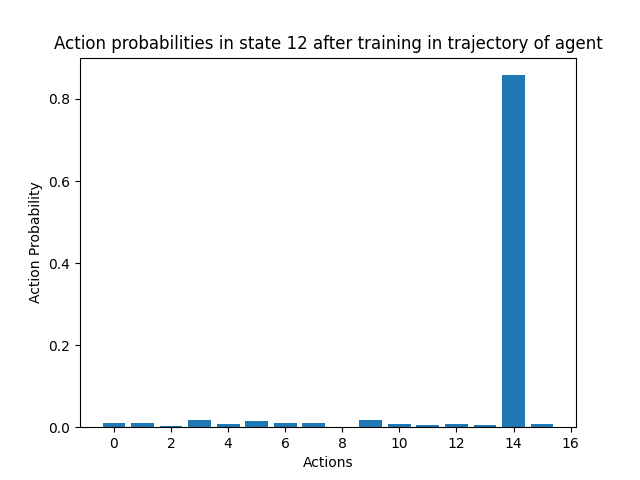 Action probabilities in state 12 after training in trajectory of agent
0.8
0.6
0.4
0.2
0.0
Action Probability
0 2 4 6 8 10 12 14 16
Actions